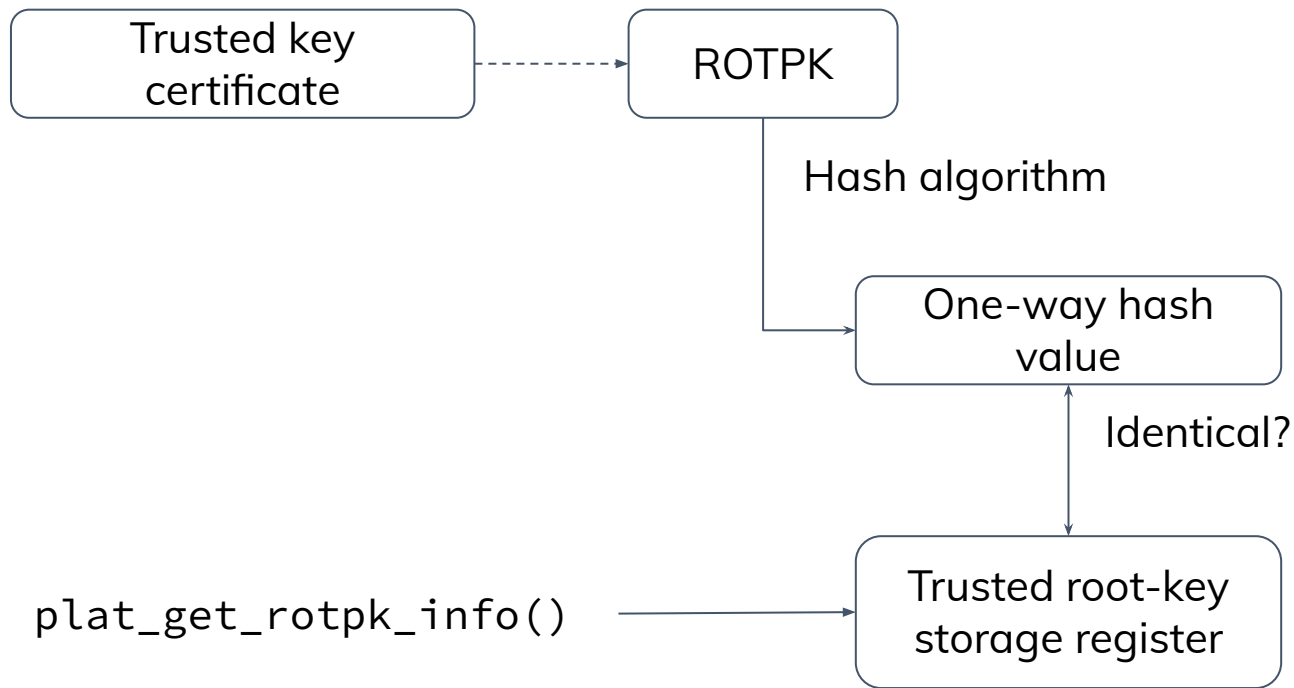 Trusted key
certificate
ROTPK
Hash algorithm
One-way hash
value
Identical?
plat_get_rotpk_info()
Trusted root-key
storage register